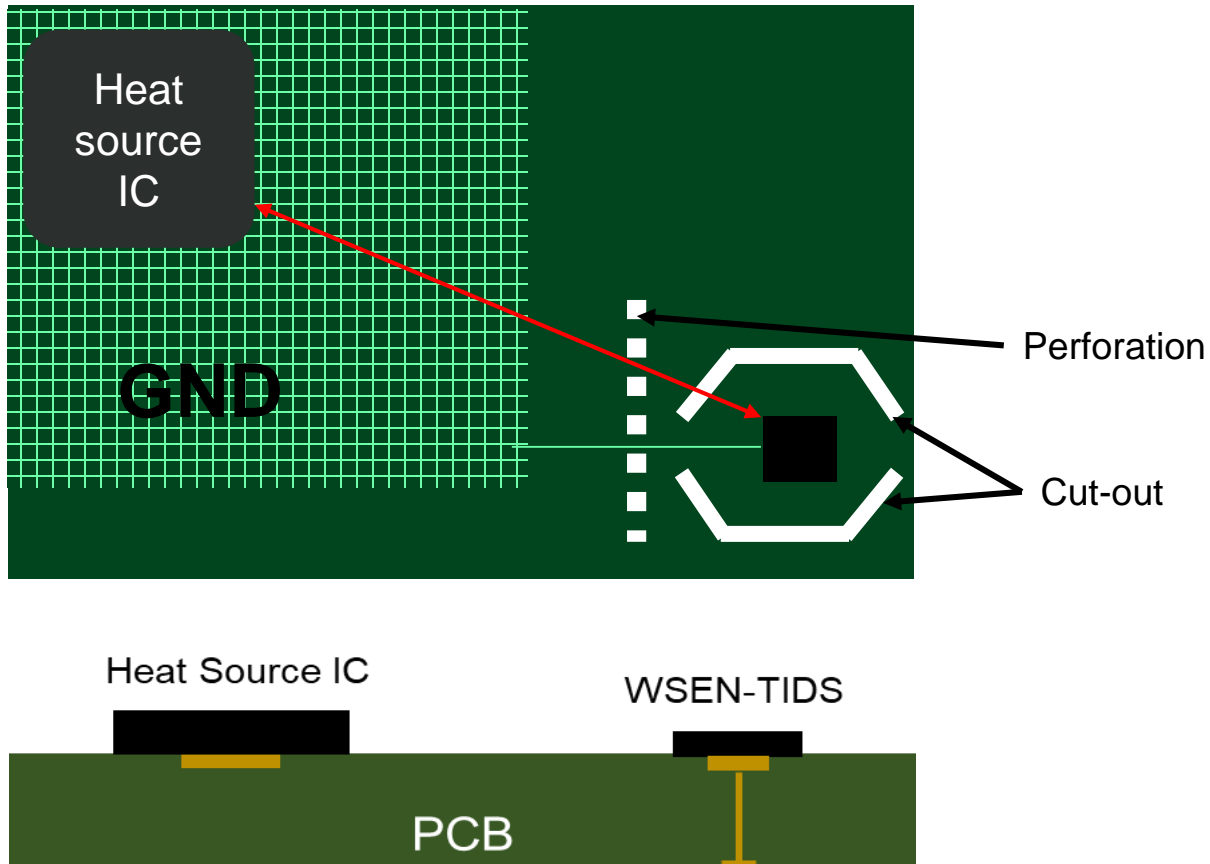 Heat
source
IC
Perforation
GND
Cut-out
Heat Source IC
WSEN-TIDS
PCB